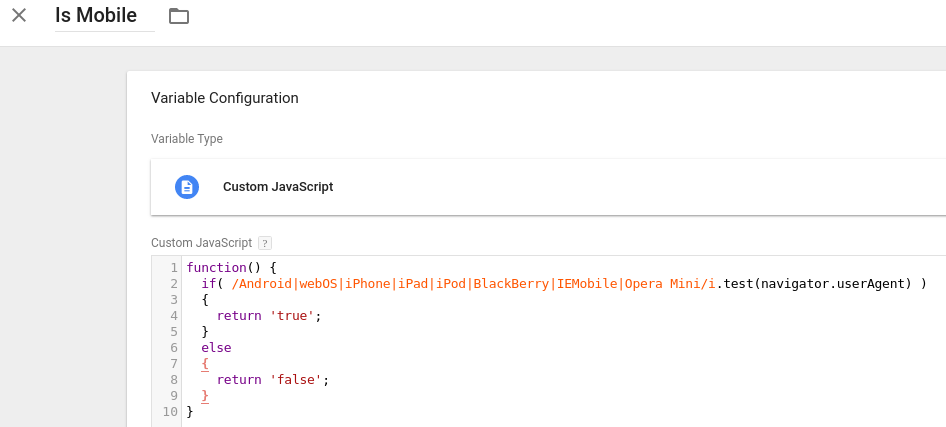 Is Mobile
Variable Configuration
Variable Type
Custom JavaScript
Custom JavaScript ?
1 function() {
2   if( /Android|webOS|iPhone|iPad|iPod|BlackBerry|IEMobile|Opera Mini/i.test(navigator.userAgent) )
3   {
4     return 'true';
5   }
6   else
7   {
8     return 'false';
9   }
10 }